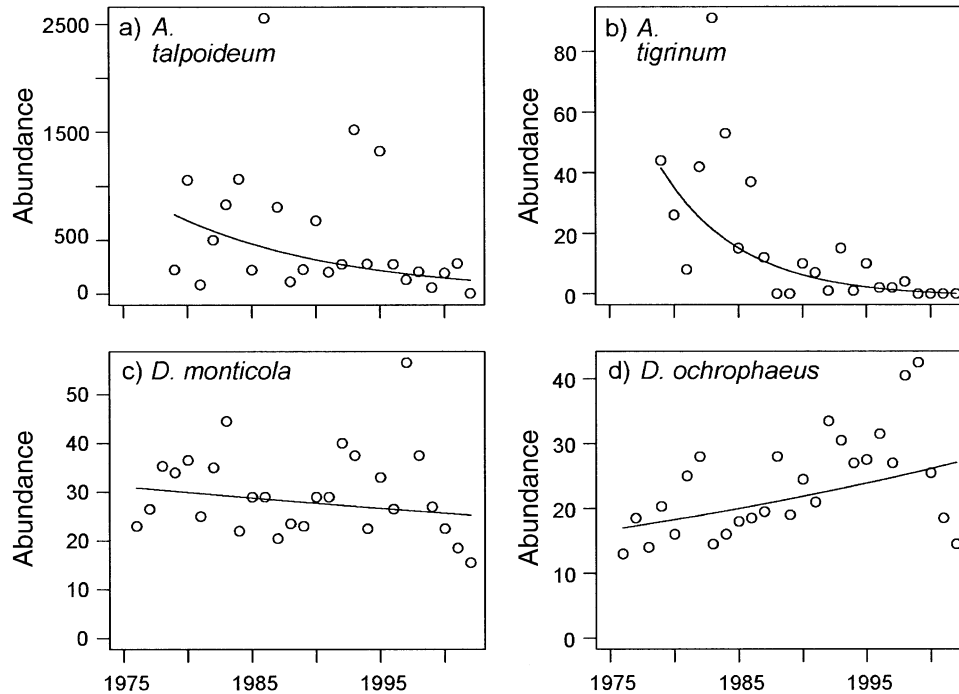 a) A.
talpoideum
Abundance
2500
1500
500
0
b) A.
tigrinum
Abundance
80
60
40
20
0
c) D. monticola
Abundance
50
40
30
20
10
0
1975 1985 1995
d) D. ochrophaeus
Abundance
40
30
20
10
0
1975 1985 1995